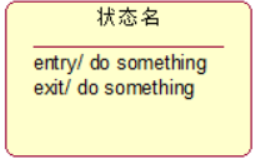 状态名
entry/ do something
exit/ do something